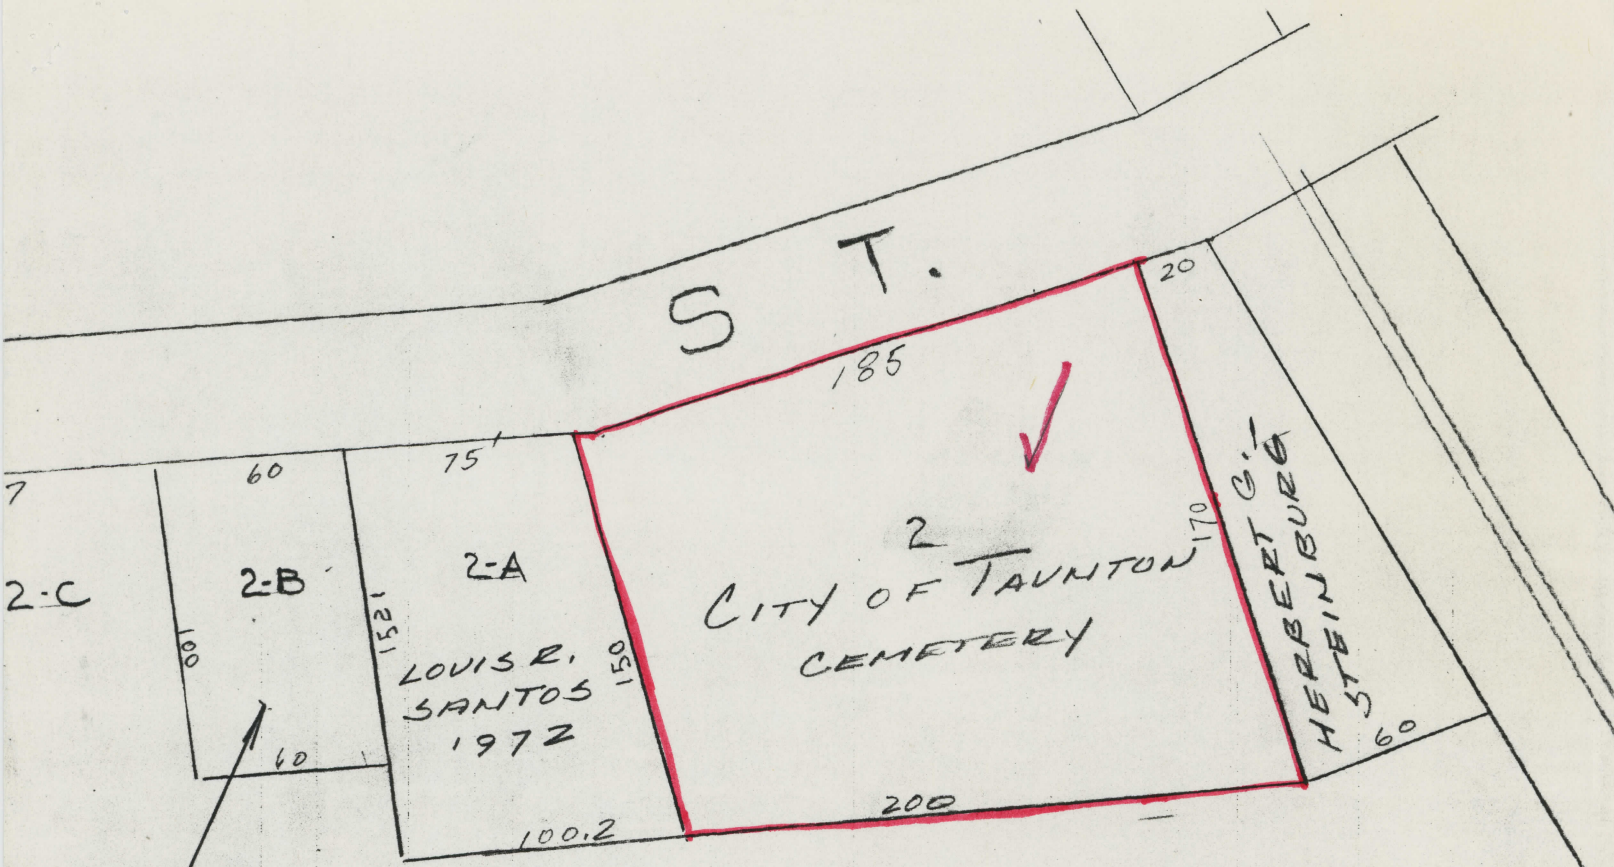 S T.
20
185
60
75
7
2
CITY OF TAUNTON
CEMETERY
170
HERBERT G.
STEINBURG
2-A
2-B
2-C
100
152±
LOUIS R.
SANTOS
1972
150
60
60
200
100.2